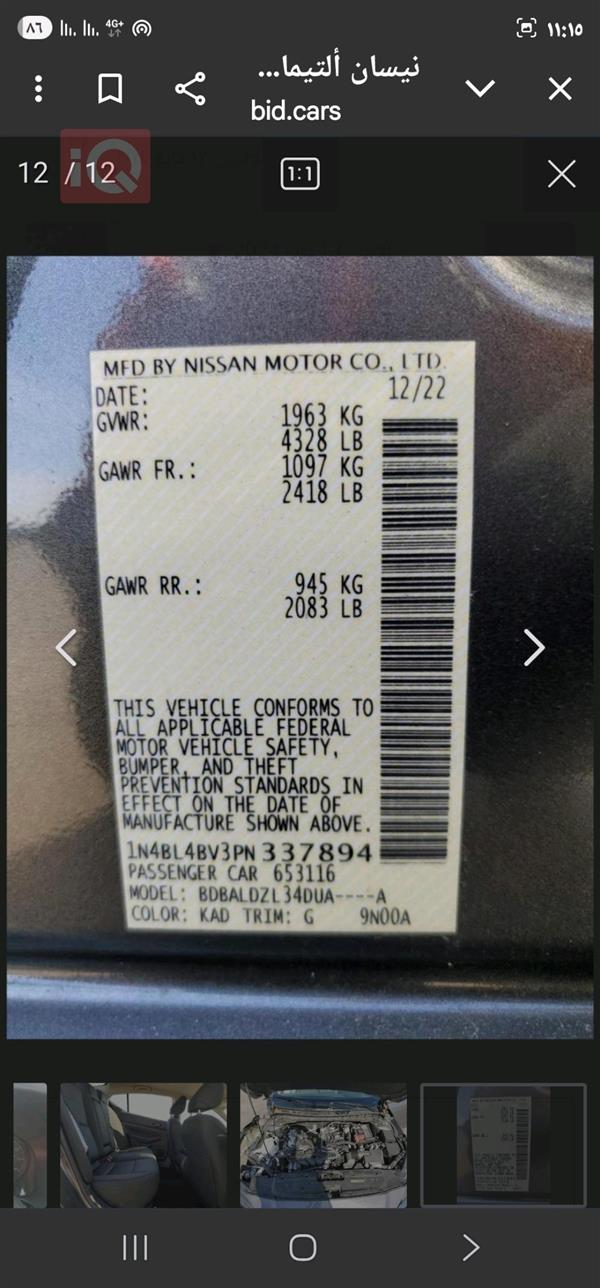 ٨٦
4G+
١١:١٥
نيسان ألتيما...
bid.cars
12 / 12
iQ
1:1
MFD BY NISSAN MOTOR CO., LTD.
DATE: 12/22
GVWR: 1963 KG
4328 LB
GAWR FR.: 1097 KG
2418 LB
GAWR RR.: 945 KG
2083 LB
THIS VEHICLE CONFORMS TO
ALL APPLICABLE FEDERAL
MOTOR VEHICLE SAFETY,
BUMPER, AND THEFT
PREVENTION STANDARDS IN
EFFECT ON THE DATE OF
MANUFACTURE SHOWN ABOVE.
1N4BL4BV3PN337894
PASSENGER CAR 653116
MODEL: BDBALDZL34DUA----A
COLOR: KAD TRIM: G 9N00A